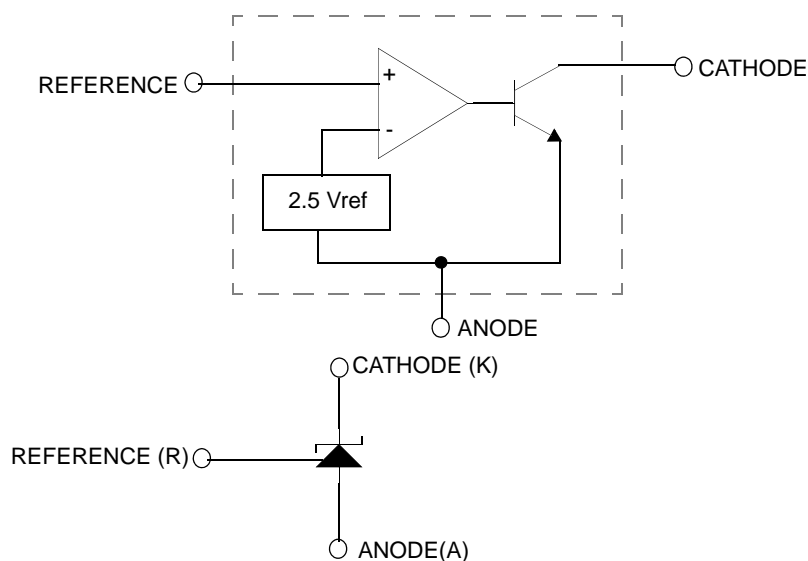 REFERENCE
+
-
CATHODE
2.5 Vref
ANODE
CATHODE (K)
REFERENCE (R)
ANODE(A)